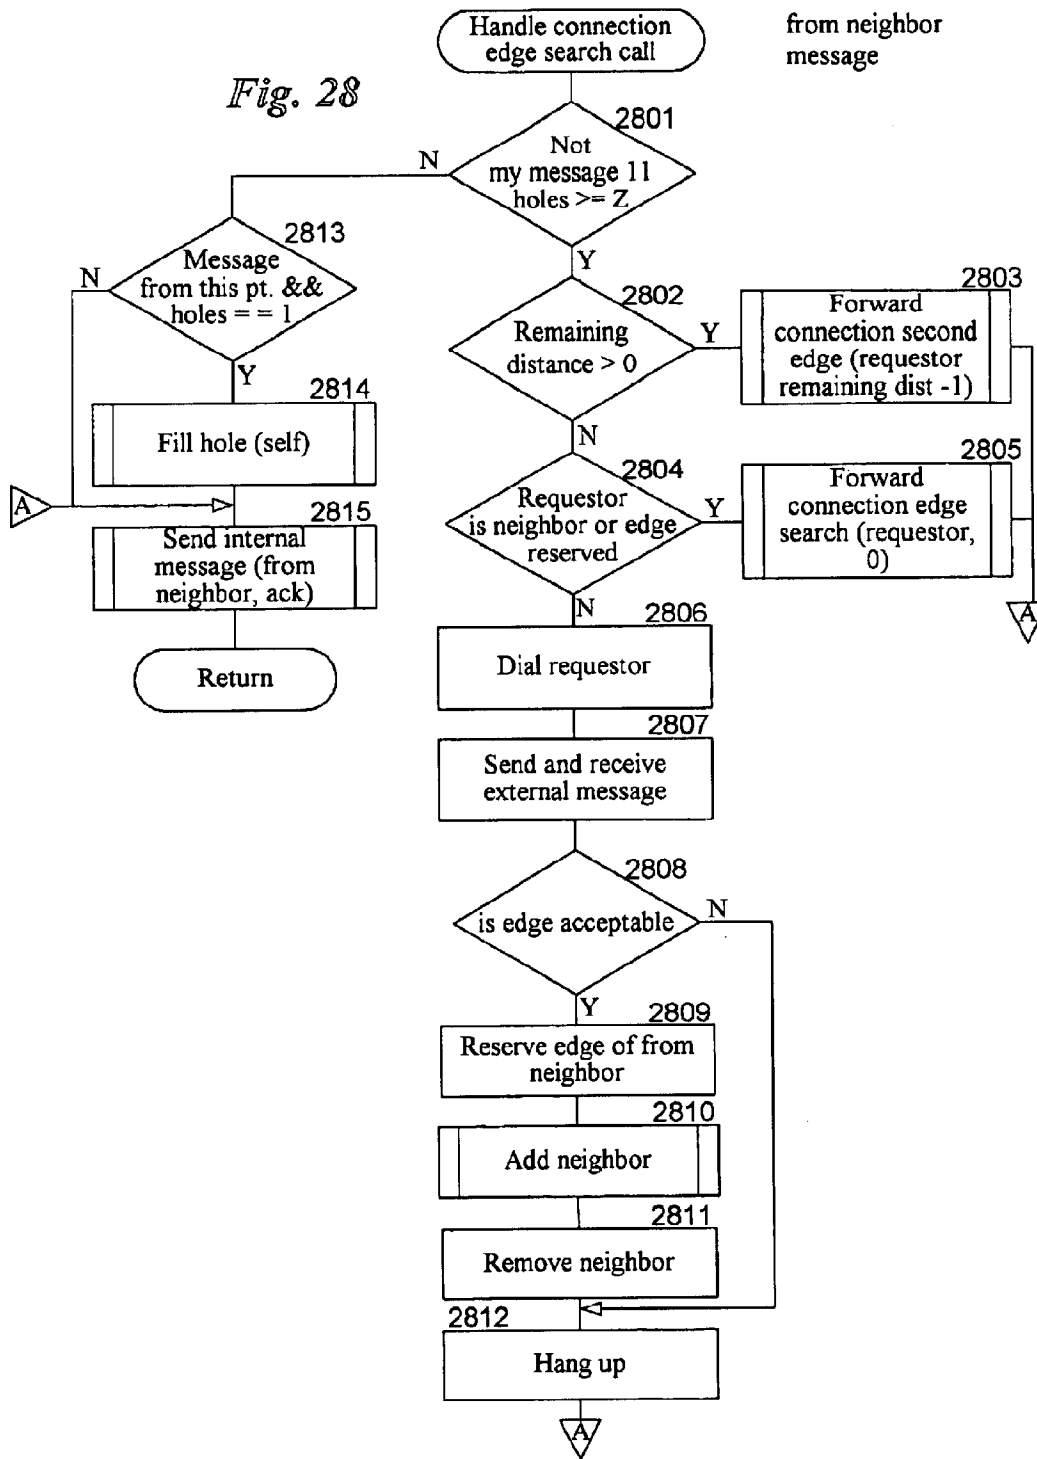 Handle connection
edge search call
from neighbor
message
Fig. 28
2801
Not
my message 11
holes >= Z
N
Y
2813
Message
from this pt. &&
holes = = 1
N
Y
2802
Remaining
distance > 0
Y
N
2803
Forward
connection second
edge (requestor
remaining dist -1)
2814
Fill hole (self)
2804
Requestor
is neighbor or edge
reserved
Y
N
2805
Forward
connection edge
search (requestor,
0)
A
2815
Send internal
message (from
neighbor, ack)
A
Return
2806
Dial requestor
2807
Send and receive
external message
2808
is edge acceptable
N
Y
2809
Reserve edge of from
neighbor
2810
Add neighbor
2811
Remove neighbor
2812
Hang up
A